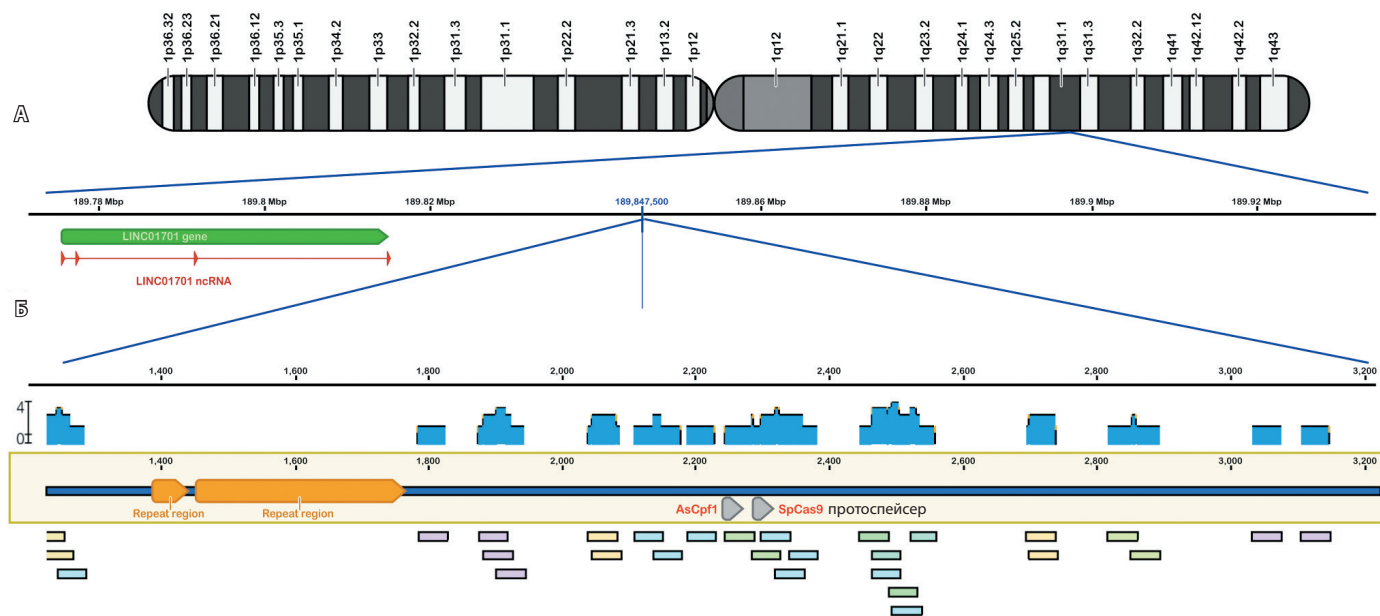 1p36.32 1p36.23 1p36.21 1p36.12 1p35.3 1p35.1 1p34.2 1p33 1p32.2 1p31.3 1p31.1 1p22.2 1p21.3 1p13.2 1p12 1q12 1q21.1 1q22 1q23.2 1q24.1 1q24.3 1q25.2 1q31.1 1q31.3 1q32.2 1q41 1q42.12 1q42.2 1q43
А
189.78 Mbp 189.8 Mbp 189.82 Mbp 189,847,500 189.86 Mbp 189.88 Mbp 189.9 Mbp 189.92 Mbp
LINC01701 gene
LINC01701 ncRNA
Б
1,400 1,600 1,800 2,000 2,200 2,400 2,600 2,800 3,000 3,200
4
0
1,400 1,600 1,800 2,000 2,200 2,400 2,600 2,800 3,000 3,200
Repeat region Repeat region AsCpf1 SpCas9 протоспейсер